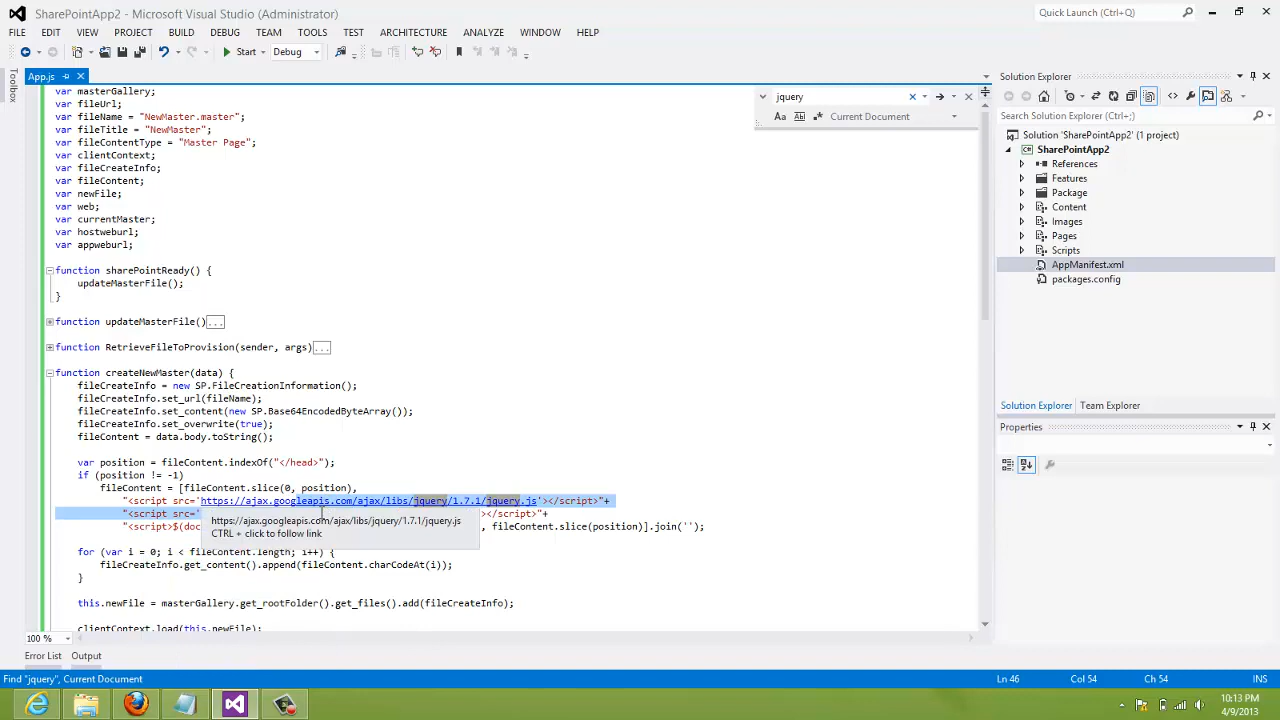 SharePointApp2 - Microsoft Visual Studio (Administrator)
Quick Launch (Ctrl+Q)
FILE EDIT VIEW PROJECT BUILD DEBUG TEAM TOOLS TEST ARCHITECTURE ANALYZE WINDOW HELP
Start Debug
Toolbox
App.js
var masterGallery;
var fileUrl;
var fileName = "NewMaster.master";
var fileTitle = "NewMaster";
var fileContentType = "Master Page";
var clientContext;
var fileCreateInfo;
var fileContent;
var newFile;
var web;
var currentMaster;
var hostweburl;
var appweburl;
function sharePointReady() {
updateMasterFile();
}
function updateMasterFile()...
function RetrieveFileToProvision(sender, args)...
function createNewMaster(data) {
fileCreateInfo = new SP.FileCreationInformation();
fileCreateInfo.set_url(fileName);
fileCreateInfo.set_content(new SP.Base64EncodedByteArray());
fileCreateInfo.set_overwrite(true);
fileContent = data.body.toString();
var position = fileContent.indexOf("</head>");
if (position != -1)
fileContent = [fileContent.slice(0, position),
"<script src='https://ajax.googleapis.com/ajax/libs/jquery/1.7.1/jquery.js'></script>"+
"<script src=' ></script>"+
"<script>$(doc , fileContent.slice(position)].join('');
https://ajax.googleapis.com/ajax/libs/jquery/1.7.1/jquery.js
CTRL + click to follow link
for (var i = 0; i < fileContent.length; i++) {
fileCreateInfo.get_content().append(fileContent.charCodeAt(i));
}
this.newFile = masterGallery.get_rootFolder().get_files().add(fileCreateInfo);
clientContext.load(this.newFile);
jquery
Aa Current Document
Solution Explorer
Search Solution Explorer (Ctrl+;)
Solution 'SharePointApp2' (1 project)
SharePointApp2
References
Features
Package
Content
Images
Pages
Scripts
AppManifest.xml
packages.config
Solution Explorer Team Explorer
Properties
100 %
Error List Output
Find "jquery", Current Document
Ln 46 Col 54 Ch 54 INS
10:13 PM
4/9/2013